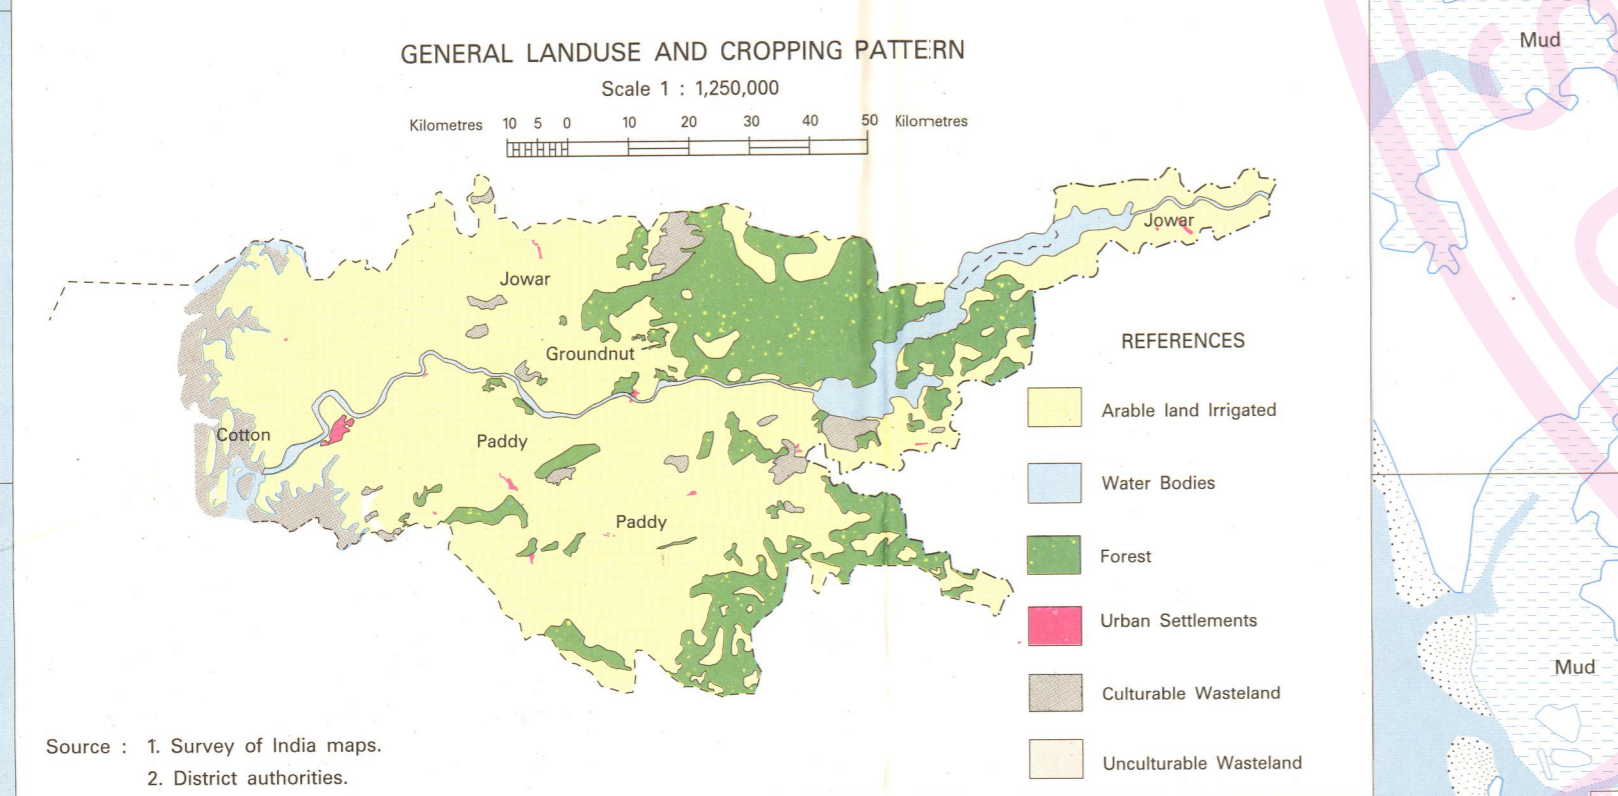 GENERAL LANDUSE AND CROPPING PATTERN
Scale 1 : 1,250,000
Kilometres 10 5 0 10 20 30 40 50 Kilometres
Mud
Jowar
Jowar
Groundnut
Cotton
Paddy
Paddy
REFERENCES
Arable land Irrigated
Water Bodies
Forest
Urban Settlements
Culturable Wasteland
Unculturable Wasteland
Mud
Source : 1. Survey of India maps.
2. District authorities.